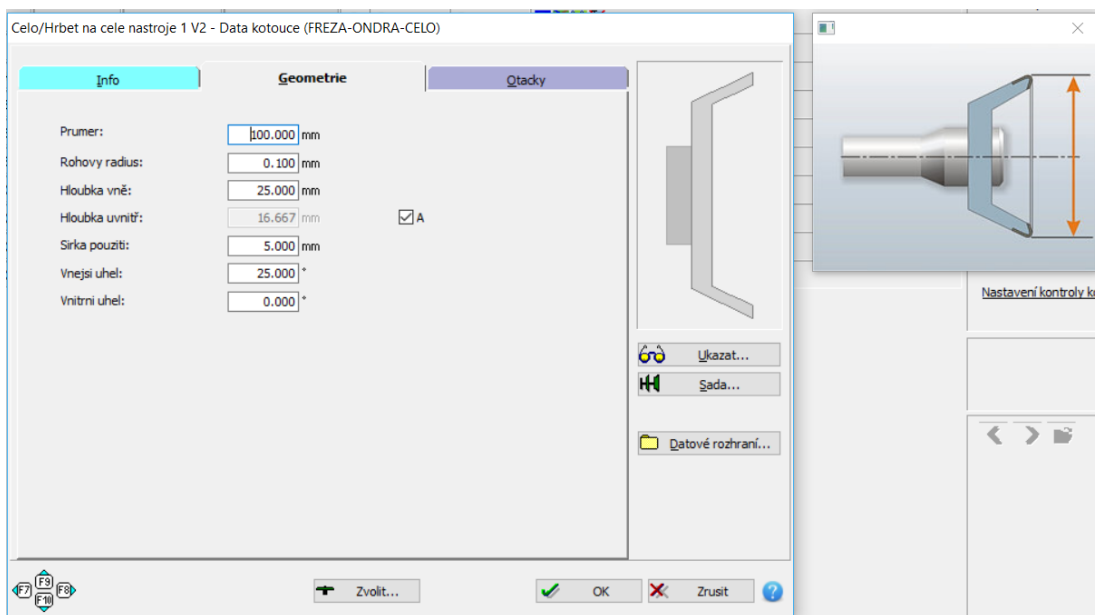 Celo/Hrbet na cele nastroje 1 V2 - Data kotouce (FREZA-ONDRA-CELO)
Info
Geometrie
Otacky
Prumer: 100.000 mm
Rohovy radius: 0.100 mm
Hloubka vně: 25.000 mm
Hloubka uvnitř: 16.667 mm A
Sirka pouziti: 5.000 mm
Vnejsi uhel: 25.000 °
Vnitrni uhel: 0.000 °
Ukazat...
Sada...
Datové rozhraní...
Nastavení kontroly
F9
F7 F8
F10
Zvolit...
OK
Zrusit
?